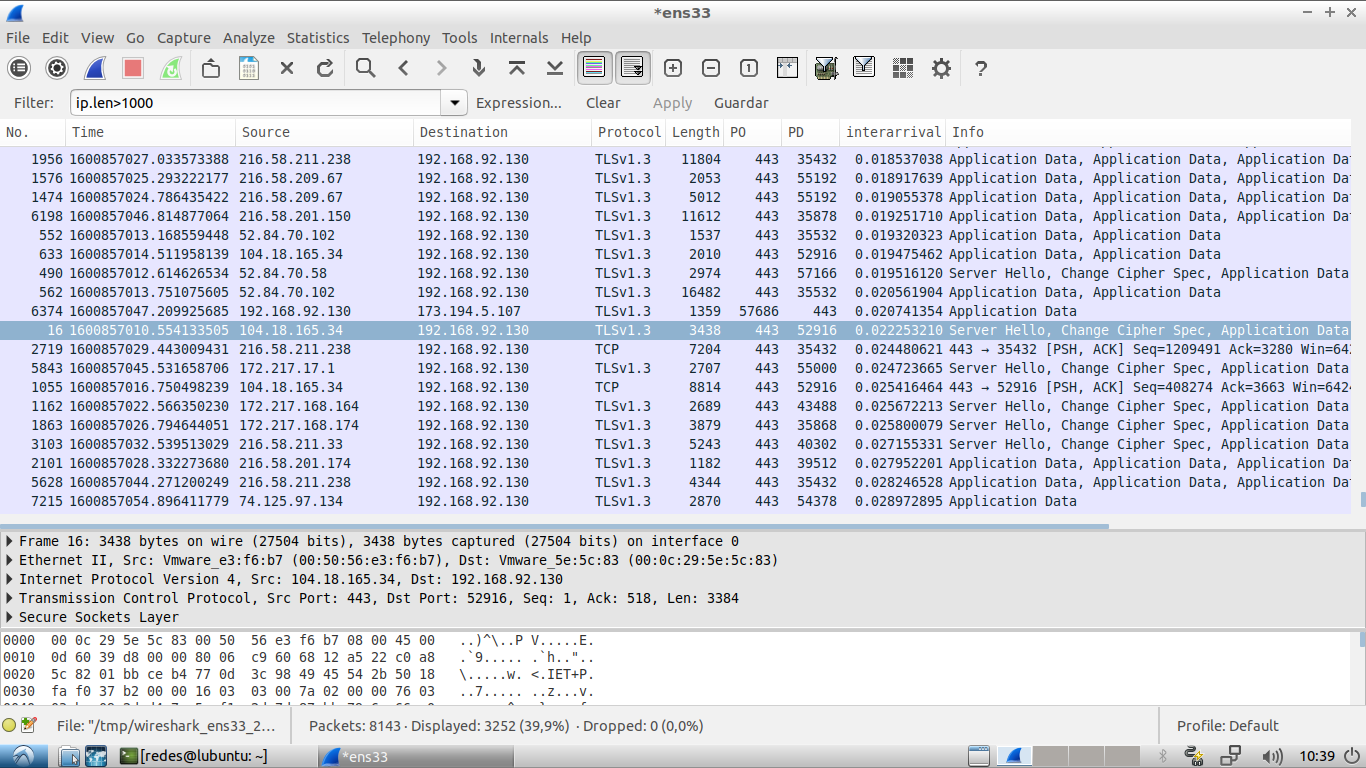 *ens33
File Edit View Go Capture Analyze Statistics Telephony Tools Internals Help
Filter: ip.len>1000 Expression... Clear Apply Guardar
No. Time Source Destination Protocol Length PO PD interarrival Info
1956 1600857027.033573388 216.58.211.238 192.168.92.130 TLSv1.3 11804 443 35432 0.018537038 Application Data, Application Data, Application Da
1576 1600857025.293222177 216.58.209.67 192.168.92.130 TLSv1.3 2053 443 55192 0.018917639 Application Data, Application Data, Application Da
1474 1600857024.786435422 216.58.209.67 192.168.92.130 TLSv1.3 5012 443 55192 0.019055378 Application Data, Application Data, Application Da
6198 1600857046.814877064 216.58.201.150 192.168.92.130 TLSv1.3 11612 443 35878 0.019251710 Application Data, Application Data, Application Da
552 1600857013.168559448 52.84.70.102 192.168.92.130 TLSv1.3 1537 443 35532 0.019320323 Application Data, Application Data
633 1600857014.511958139 104.18.165.34 192.168.92.130 TLSv1.3 2010 443 52916 0.019475462 Application Data, Application Data
490 1600857012.614626534 52.84.70.58 192.168.92.130 TLSv1.3 2974 443 57166 0.019516120 Server Hello, Change Cipher Spec, Application Data
562 1600857013.751075605 52.84.70.102 192.168.92.130 TLSv1.3 16482 443 35532 0.020561904 Application Data, Application Data
6374 1600857047.209925685 192.168.92.130 173.194.5.107 TLSv1.3 1359 57686 443 0.020741354 Application Data
16 1600857010.554133505 104.18.165.34 192.168.92.130 TLSv1.3 3438 443 52916 0.022253210 Server Hello, Change Cipher Spec, Application Data
2719 1600857029.443009431 216.58.211.238 192.168.92.130 TCP 7204 443 35432 0.024480621 443 → 35432 [PSH, ACK] Seq=1209491 Ack=3280 Win=642
5843 1600857045.531658706 172.217.17.1 192.168.92.130 TLSv1.3 2707 443 55000 0.024723665 Server Hello, Change Cipher Spec, Application Data
1055 1600857016.750498239 104.18.165.34 192.168.92.130 TCP 8814 443 52916 0.025416464 443 → 52916 [PSH, ACK] Seq=408274 Ack=3663 Win=6424
1162 1600857022.566350230 172.217.168.164 192.168.92.130 TLSv1.3 2689 443 43488 0.025672213 Server Hello, Change Cipher Spec, Application Data
1863 1600857026.794644051 172.217.168.174 192.168.92.130 TLSv1.3 3879 443 35868 0.025800079 Server Hello, Change Cipher Spec, Application Data
3103 1600857032.539513029 216.58.211.33 192.168.92.130 TLSv1.3 5243 443 40302 0.027155331 Server Hello, Change Cipher Spec, Application Data
2101 1600857028.332273680 216.58.201.174 192.168.92.130 TLSv1.3 1182 443 39512 0.027952201 Application Data, Application Data, Application Da
5628 1600857044.271200249 216.58.211.238 192.168.92.130 TLSv1.3 4344 443 35432 0.028246528 Application Data, Application Data, Application Da
7215 1600857054.896411779 74.125.97.134 192.168.92.130 TLSv1.3 2870 443 54378 0.028972895 Application Data
Frame 16: 3438 bytes on wire (27504 bits), 3438 bytes captured (27504 bits) on interface 0
Ethernet II, Src: Vmware_e3:f6:b7 (00:50:56:e3:f6:b7), Dst: Vmware_5e:5c:83 (00:0c:29:5e:5c:83)
Internet Protocol Version 4, Src: 104.18.165.34, Dst: 192.168.92.130
Transmission Control Protocol, Src Port: 443, Dst Port: 52916, Seq: 1, Ack: 518, Len: 3384
Secure Sockets Layer
0000 00 0c 29 5e 5c 83 00 50 56 e3 f6 b7 08 00 45 00 ..)^\..P V.....E.
0010 0d 60 39 d8 00 00 80 06 c9 60 68 12 a5 22 c0 a8 .`9..... .`h.."..
0020 5c 82 01 bb ce b4 77 0d 3c 98 49 45 54 2b 50 18 \.....w. <.IET+P.
0030 fa f0 37 b2 00 00 16 03 03 00 7a 02 00 00 76 03 ..7..... ..z...v.
File: "/tmp/wireshark_ens33_2... Packets: 8143 · Displayed: 3252 (39,9%) · Dropped: 0 (0,0%) Profile: Default
[redes@lubuntu: ~] *ens33 10:39